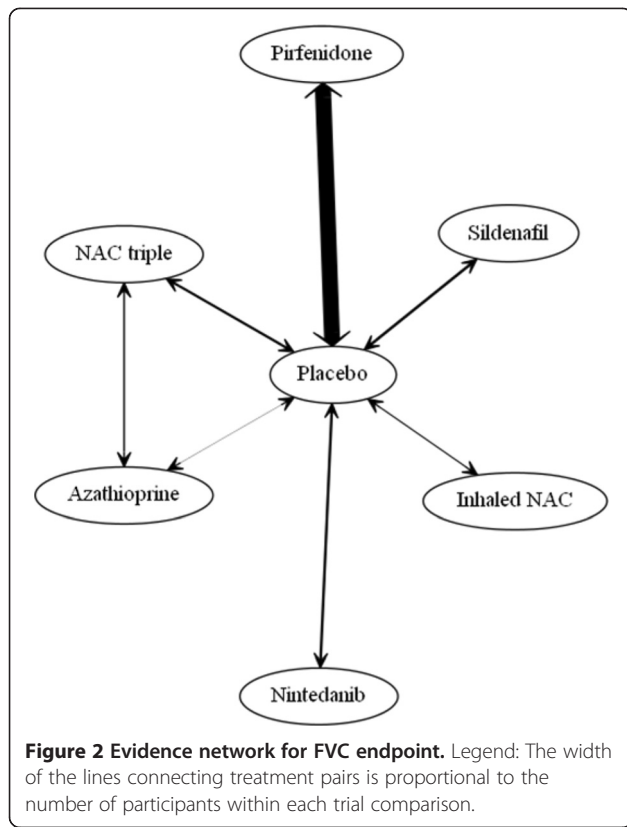 Pirfenidone
Sildenafil
NAC triple
Placebo
Azathioprine
Inhaled NAC
Nintedanib
Figure 2 Evidence network for FVC endpoint. Legend: The width
of the lines connecting treatment pairs is proportional to the
number of participants within each trial comparison.